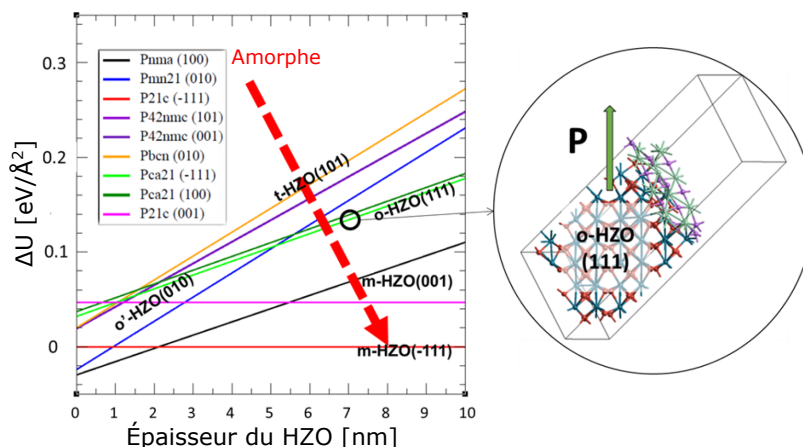 0.3
0.2
0.1
0
ΔU [eV/Å²]
Pnma (100)
Pmn21 (010)
P21c (-111)
P42nmc (101)
P42nmc (001)
Pbcn (010)
Pca21 (-111)
Pca21 (100)
P21c (001)
Amorphe
t-HZO(101)
o-HZO(111)
o'-HZO(010)
m-HZO(001)
m-HZO(-111)
0 1 2 3 4 5 6 7 8 9 10
Épaisseur du HZO [nm]
P
o-HZO
(111)